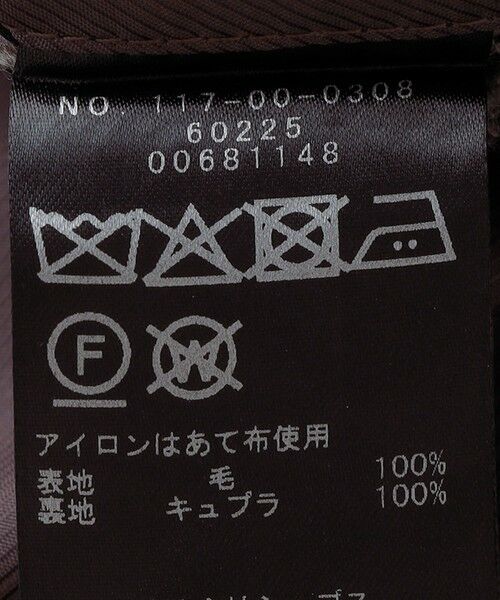 NO. 117-00-0308
60225
00681148
F
W
アイロンはあて布使用
表地 毛 100%
裏地 キュプラ 100%